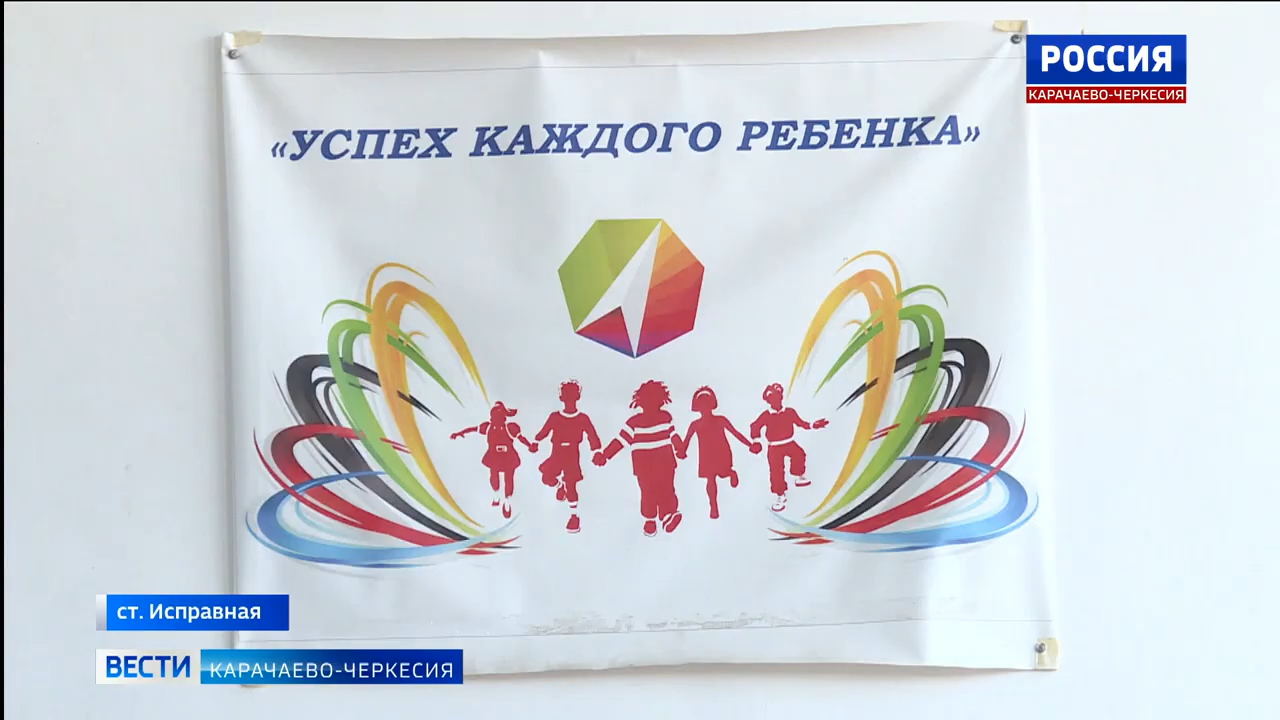 РОССИЯ
КАРАЧАЕВО-ЧЕРКЕСИЯ
«УСПЕХ КАЖДОГО РЕБЕНКА»
ст. Исправная
ВЕСТИ КАРАЧАЕВО-ЧЕРКЕСИЯ